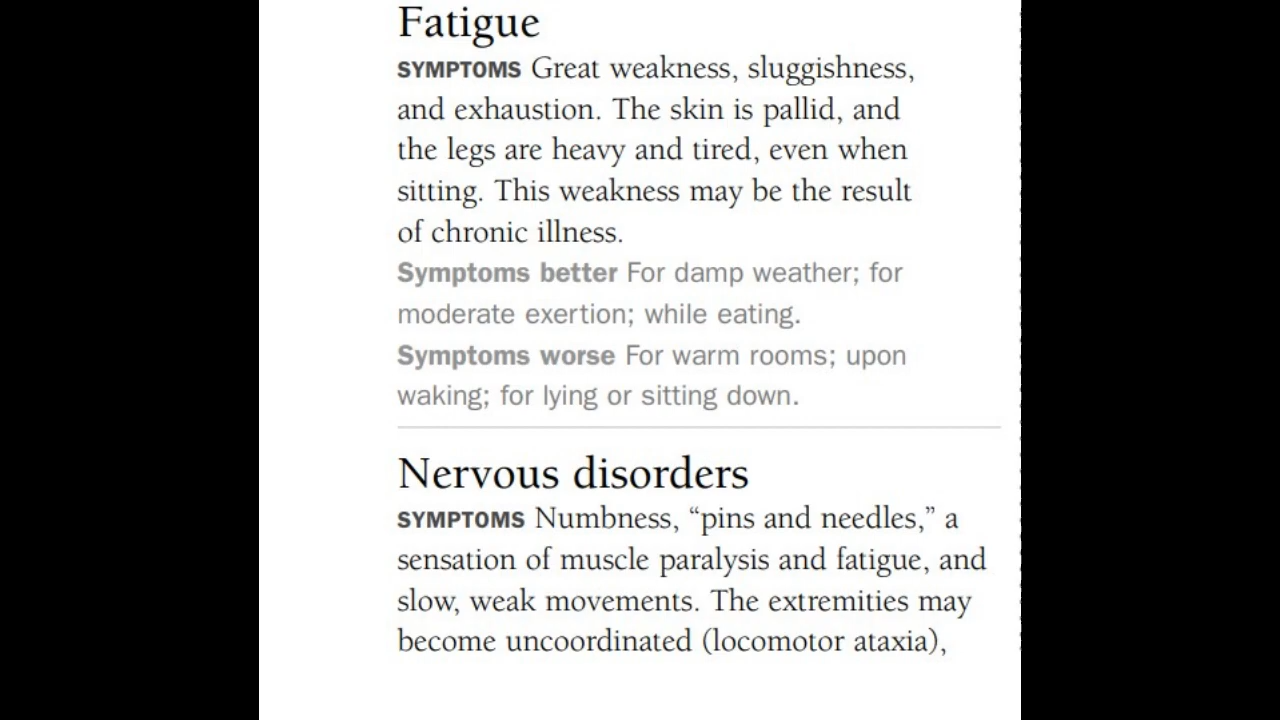 Fatigue
SYMPTOMS Great weakness, sluggishness,
and exhaustion. The skin is pallid, and
the legs are heavy and tired, even when
sitting. This weakness may be the result
of chronic illness.
Symptoms better For damp weather; for
moderate exertion; while eating.
Symptoms worse For warm rooms; upon
waking; for lying or sitting down.
Nervous disorders
SYMPTOMS Numbness, “pins and needles,” a
sensation of muscle paralysis and fatigue, and
slow, weak movements. The extremities may
become uncoordinated (locomotor ataxia),